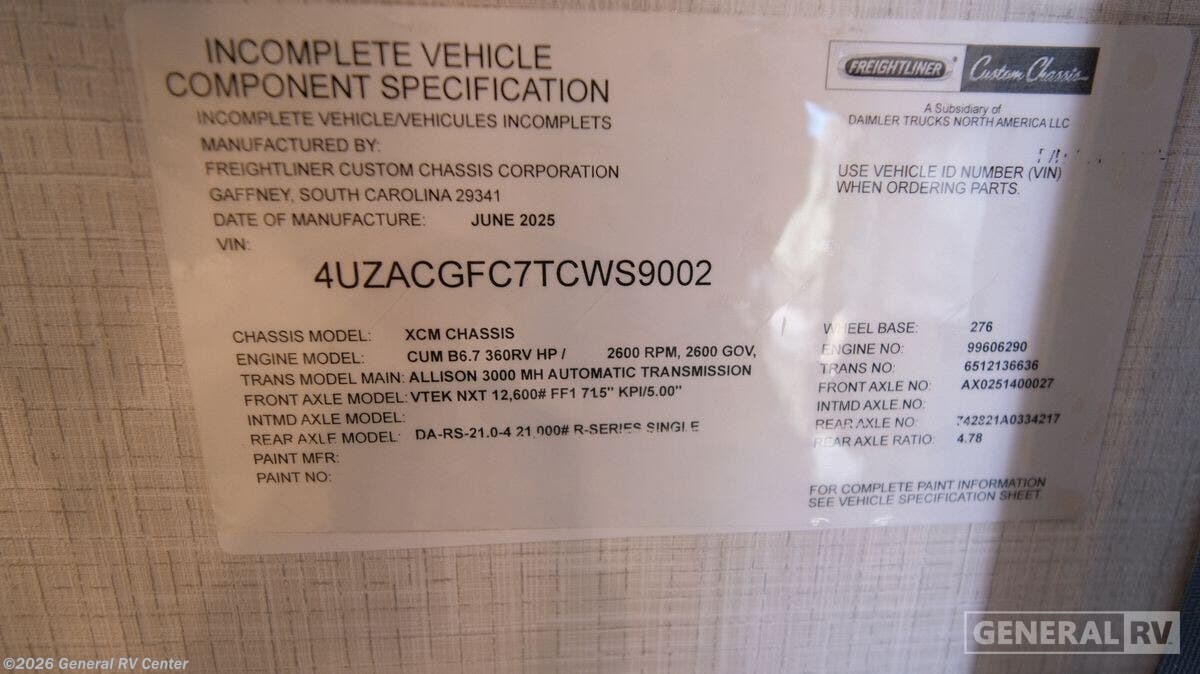 INCOMPLETE VEHICLE
COMPONENT SPECIFICATION
INCOMPLETE VEHICLE/VEHICULES INCOMPLETS
MANUFACTURED BY:
FREIGHTLINER CUSTOM CHASSIS CORPORATION
GAFFNEY, SOUTH CAROLINA 29341
DATE OF MANUFACTURE: JUNE 2025
VIN:
4UZACGFC7TCWS9002
FREIGHTLINER Custom Chassis
A Subsidiary of
DAIMLER TRUCKS NORTH AMERICA LLC
USE VEHICLE ID NUMBER (VIN)
WHEN ORDERING PARTS.
CHASSIS MODEL: XCM CHASSIS
ENGINE MODEL: CUM B6.7 360RV HP / 2600 RPM, 2600 GOV,
TRANS MODEL MAIN: ALLISON 3000 MH AUTOMATIC TRANSMISSION
FRONT AXLE MODEL: VTEK NXT 12,600# FF1 71.5" KPI/5.00"
INTMD AXLE MODEL:
REAR AXLE MODEL: DA-RS-21.0-4 21,000# R-SERIES SINGLE
PAINT MFR:
PAINT NO:
WHEEL BASE: 276
ENGINE NO: 99606290
TRANS NO: 6512136636
FRONT AXLE NO: AX0251400027
INTMD AXLE NO:
REAR AXLE NO: 742821A0334217
REAR AXLE RATIO: 4.78
FOR COMPLETE PAINT INFORMATION
SEE VEHICLE SPECIFICATION SHEET.
GENERAL RV
©2026 General RV Center